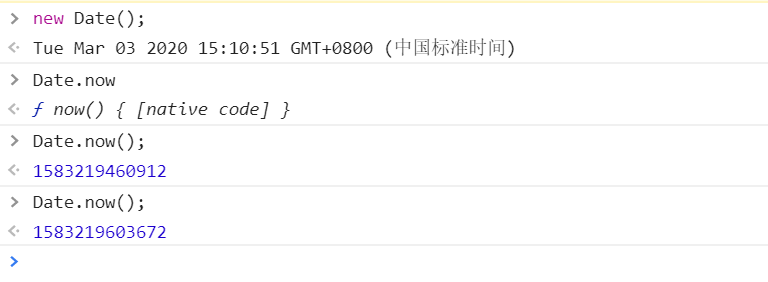 new Date();
Tue Mar 03 2020 15:10:51 GMT+0800 (中国标准时间)
Date.now
ƒ now() { [native code] }
Date.now();
1583219460912
Date.now();
1583219603672